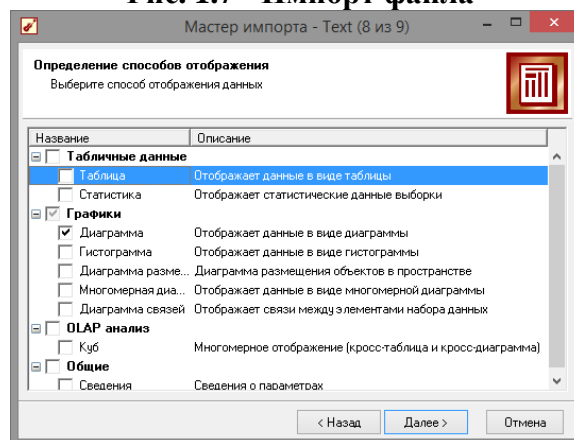 Рис. 1.7 - Импорт файла
Мастер импорта - Text (8 из 9)
Определение способов отображения
Выберите способ отображения данных
Название Описание
Табличные данные
Таблица Отображает данные в виде таблицы
Статистика Отображает статистические данные выборки
Графики
Диаграмма Отображает данные в виде диаграммы
Гистограмма Отображает данные в виде гистограммы
Диаграмма разме... Диаграмма размещения объектов в пространстве
Многомерная диа... Отображает данные в виде многомерной диаграммы
Диаграмма связей Отображает связи между элементами набора данных
OLAP анализ
Куб Многомерное отображение (кросс-таблица и кросс-диаграмма)
Общие
Сведения Сведения о параметрах
< Назад Далее > Отмена